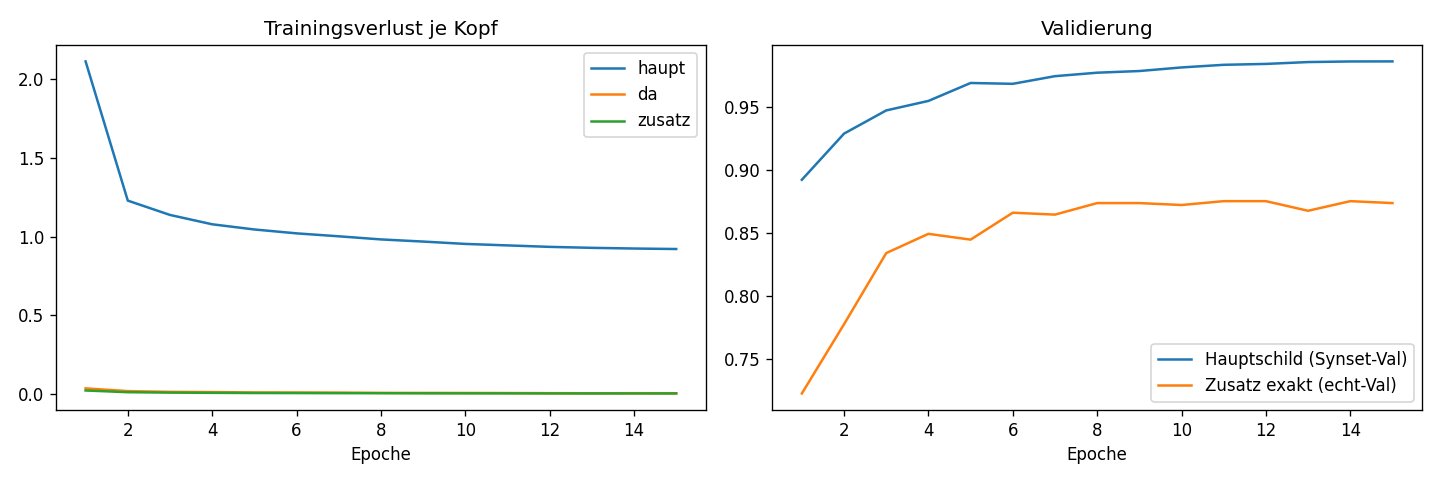 Trainingsverlust je Kopf
2.0
1.5
1.0
0.5
0.0
haupt
da
zusatz
2 4 6 8 10 12 14
Epoche
Validierung
0.95
0.90
0.85
0.80
0.75
Hauptschild (Synset-Val)
Zusatz exakt (echt-Val)
2 4 6 8 10 12 14
Epoche